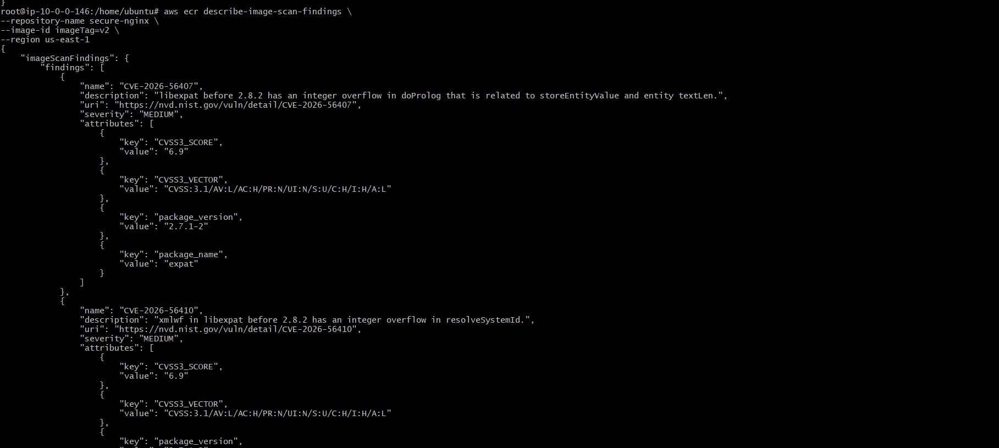 }
root@ip-10-0-0-146:/home/ubuntu# aws ecr describe-image-scan-findings \
--repository-name secure-nginx \
--image-id imageTag=v2 \
--region us-east-1
{
    "imageScanFindings": {
        "findings": [
            {
                "name": "CVE-2026-56407",
                "description": "libexpat before 2.8.2 has an integer overflow in doProlog that is related to storeEntityValue and entity textLen.",
                "uri": "https://nvd.nist.gov/vuln/detail/CVE-2026-56407",
                "severity": "MEDIUM",
                "attributes": [
                    {
                        "key": "CVSS3_SCORE",
                        "value": "6.9"
                    },
                    {
                        "key": "CVSS3_VECTOR",
                        "value": "CVSS:3.1/AV:L/AC:H/PR:N/UI:N/S:U/C:H/I:H/A:L"
                    },
                    {
                        "key": "package_version",
                        "value": "2.7.1-2"
                    },
                    {
                        "key": "package_name",
                        "value": "expat"
                    }
                ]
            },
            {
                "name": "CVE-2026-56410",
                "description": "xmlwf in libexpat before 2.8.2 has an integer overflow in resolveSystemId.",
                "uri": "https://nvd.nist.gov/vuln/detail/CVE-2026-56410",
                "severity": "MEDIUM",
                "attributes": [
                    {
                        "key": "CVSS3_SCORE",
                        "value": "6.9"
                    },
                    {
                        "key": "CVSS3_VECTOR",
                        "value": "CVSS:3.1/AV:L/AC:H/PR:N/UI:N/S:U/C:H/I:H/A:L"
                    },
                    {
                        "key": "package_version",